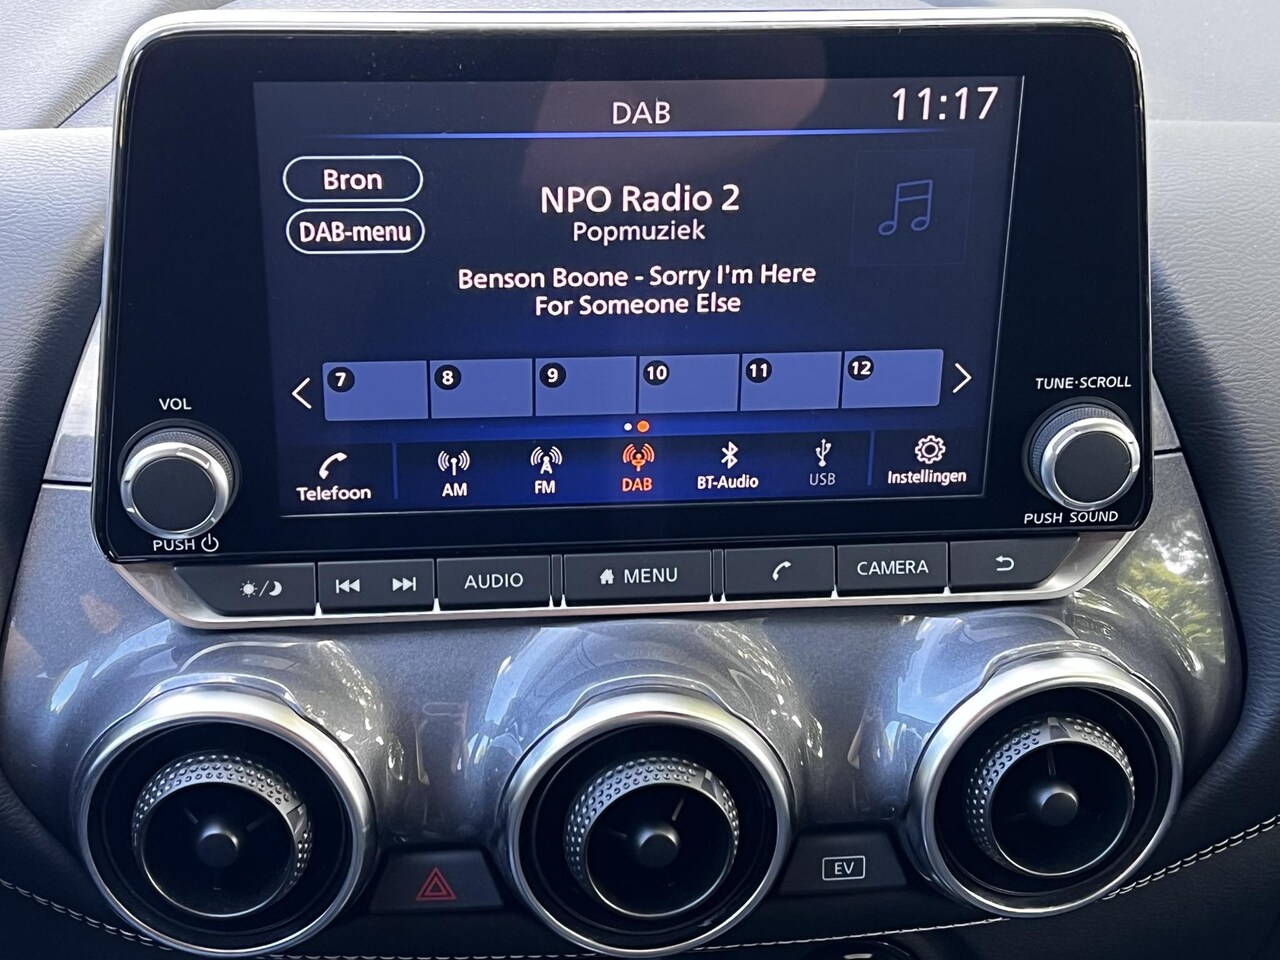 DAB
11:17
Bron
DAB-menu
NPO Radio 2
Popmuziek
Benson Boone - Sorry I'm Here
For Someone Else
7 8 9 10 11 12
Telefoon AM FM DAB BT-Audio USB Instellingen
VOL
PUSH
TUNE·SCROLL
PUSH SOUND
AUDIO MENU CAMERA
EV